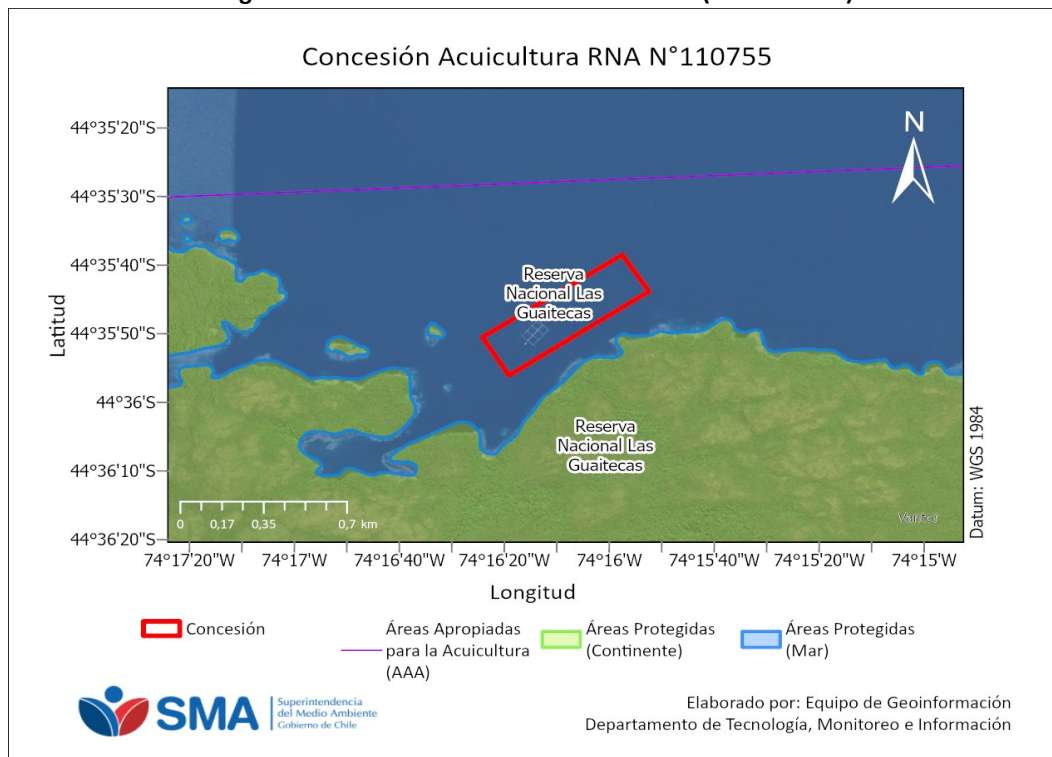 Concesión Acuicultura RNA N°110755
44°35'20"S
44°35'30"S
44°35'40"S
44°35'50"S
44°36'S
44°36'10"S
44°36'20"S
Latitud
N
Reserva
Nacional Las
Guaitecas
Reserva
Nacional Las
Guaitecas
0 0,17 0,35 0,7 km
Vantor
Datum: WGS 1984
74°17'20"W 74°17'W 74°16'40"W 74°16'20"W 74°16'W 74°15'40"W 74°15'20"W 74°15'W
Longitud
Concesión
Áreas Apropiadas
para la Acuicultura
(AAA)
Áreas Protegidas
(Continente)
Áreas Protegidas
(Mar)
SMA
Superintendencia
del Medio Ambiente
Gobierno de Chile
Elaborado por: Equipo de Geoinformación
Departamento de Tecnología, Monitoreo e Información